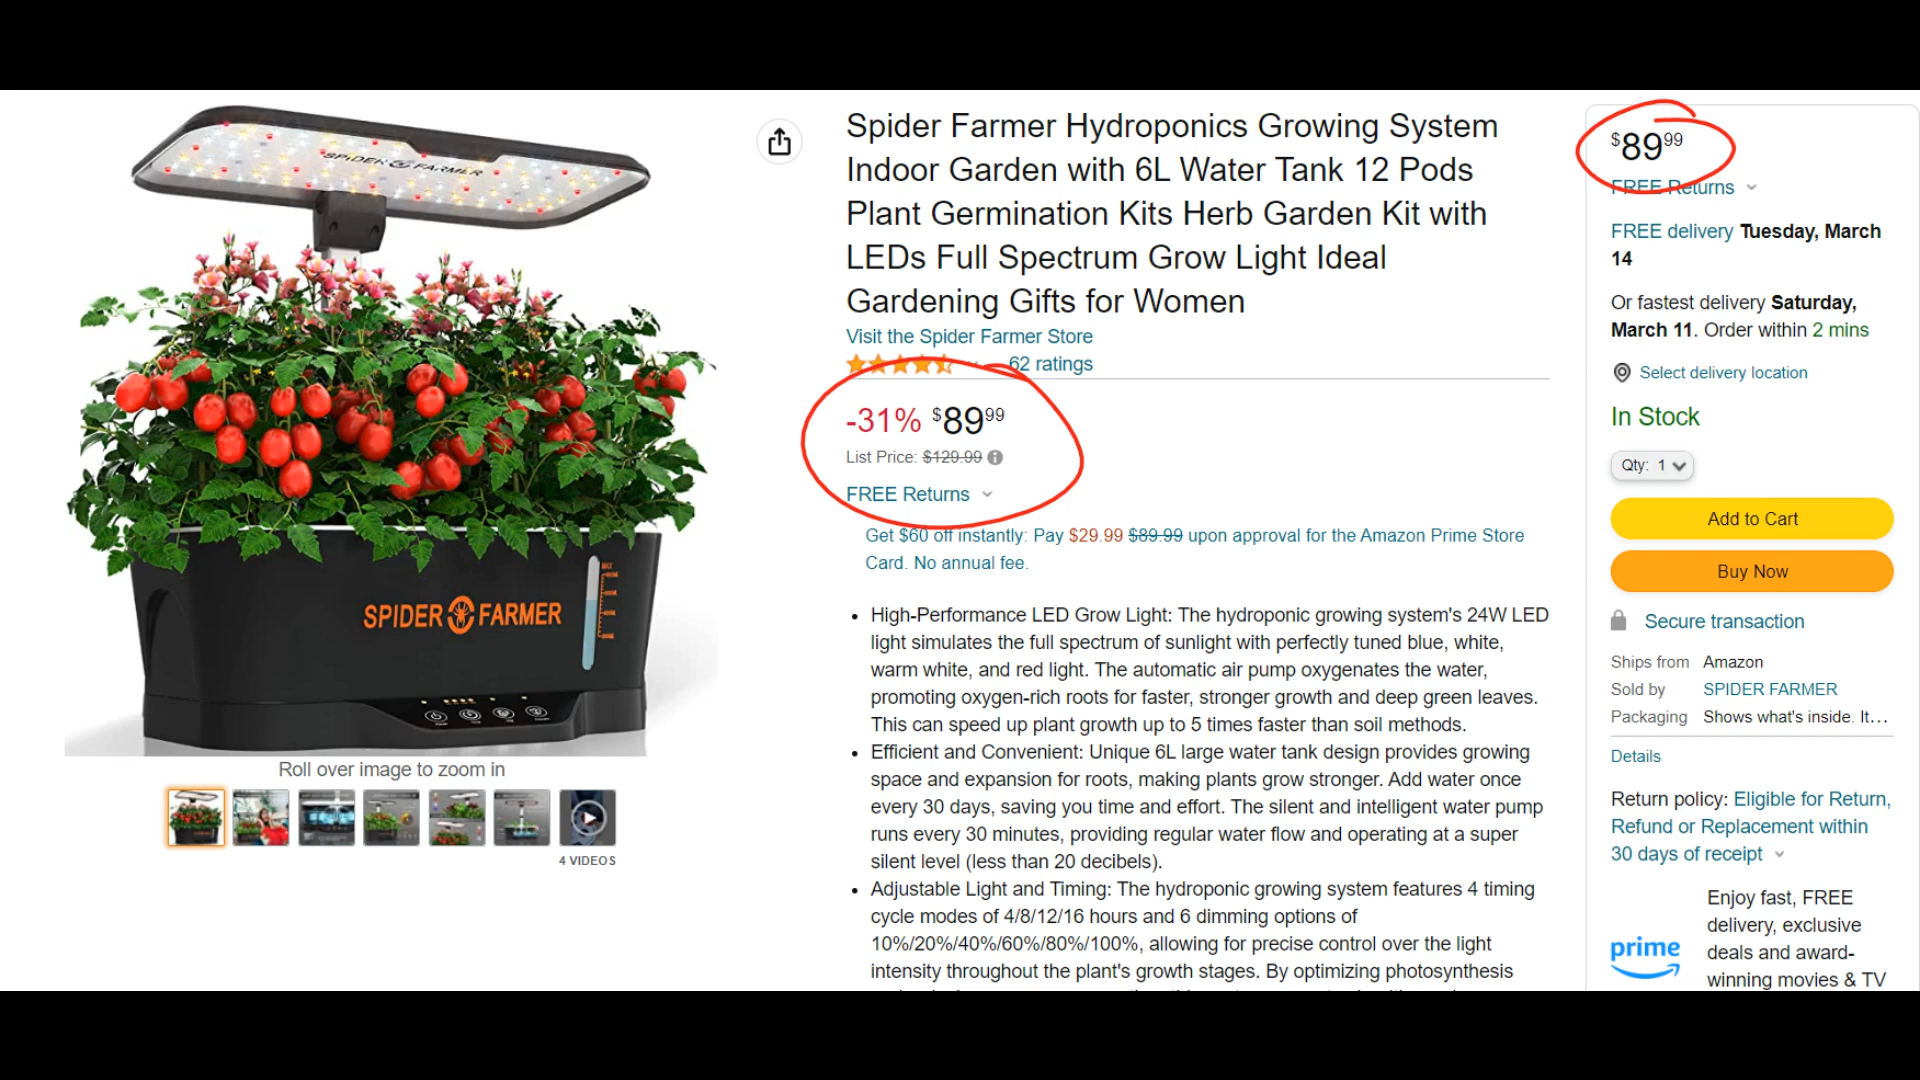 SPIDER FARMER
SPIDER FARMER
MAX
Roll over image to zoom in
4 VIDEOS
Spider Farmer Hydroponics Growing System
Indoor Garden with 6L Water Tank 12 Pods
Plant Germination Kits Herb Garden Kit with
LEDs Full Spectrum Grow Light Ideal
Gardening Gifts for Women
Visit the Spider Farmer Store
62 ratings
-31% $89.99
List Price: $129.99
FREE Returns
Get $60 off instantly: Pay $29.99 $89.99 upon approval for the Amazon Prime Store
Card. No annual fee.
• High-Performance LED Grow Light: The hydroponic growing system's 24W LED
light simulates the full spectrum of sunlight with perfectly tuned blue, white,
warm white, and red light. The automatic air pump oxygenates the water,
promoting oxygen-rich roots for faster, stronger growth and deep green leaves.
This can speed up plant growth up to 5 times faster than soil methods.
• Efficient and Convenient: Unique 6L large water tank design provides growing
space and expansion for roots, making plants grow stronger. Add water once
every 30 days, saving you time and effort. The silent and intelligent water pump
runs every 30 minutes, providing regular water flow and operating at a super
silent level (less than 20 decibels).
• Adjustable Light and Timing: The hydroponic growing system features 4 timing
cycle modes of 4/8/12/16 hours and 6 dimming options of
10%/20%/40%/60%/80%/100%, allowing for precise control over the light
intensity throughout the plant's growth stages. By optimizing photosynthesis
$89.99
FREE Returns
FREE delivery Tuesday, March
14
Or fastest delivery Saturday,
March 11. Order within 2 mins
Select delivery location
In Stock
Qty: 1
Add to Cart
Buy Now
Secure transaction
Ships from Amazon
Sold by SPIDER FARMER
Packaging Shows what's inside. It…
Details
Return policy: Eligible for Return,
Refund or Replacement within
30 days of receipt
prime
Enjoy fast, FREE
delivery, exclusive
deals and award-
winning movies & TV